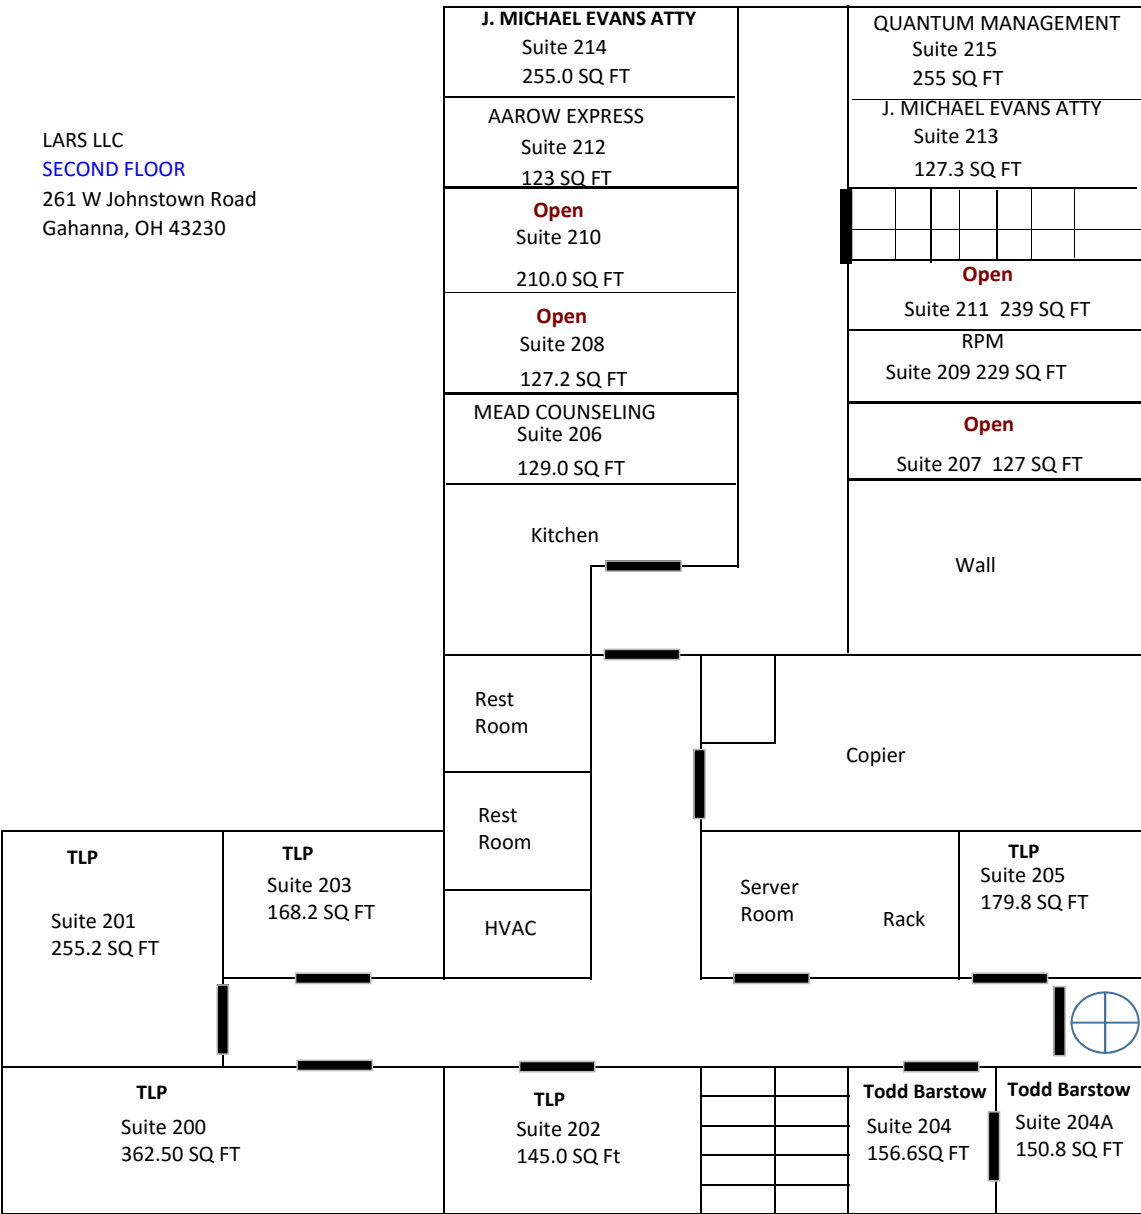 LARS LLC
SECOND FLOOR
261 W Johnstown Road
Gahanna, OH 43230
J. MICHAEL EVANS ATTY
Suite 214
255.0 SQ FT
AAROW EXPRESS
Suite 212
123 SQ FT
Open
Suite 210
210.0 SQ FT
Open
Suite 208
127.2 SQ FT
MEAD COUNSELING
Suite 206
129.0 SQ FT
Kitchen
QUANTUM MANAGEMENT
Suite 215
255 SQ FT
J. MICHAEL EVANS ATTY
Suite 213
127.3 SQ FT
Open
Suite 211 239 SQ FT
RPM
Suite 209 229 SQ FT
Open
Suite 207 127 SQ FT
Wall
Rest
Room
Rest
Room
HVAC
Copier
Server
Room
Rack
TLP
Suite 205
179.8 SQ FT
TLP
Suite 201
255.2 SQ FT
TLP
Suite 203
168.2 SQ FT
TLP
Suite 200
362.50 SQ FT
TLP
Suite 202
145.0 SQ Ft
Todd Barstow
Suite 204
156.6SQ FT
Todd Barstow
Suite 204A
150.8 SQ FT